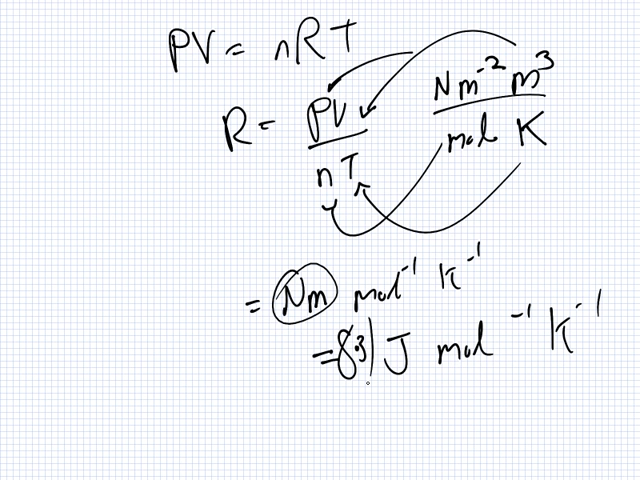 PV = nRT
R = PV / nT    Nm⁻² m³ / mol K
= Nm mol⁻¹ K⁻¹
= 8.31 J mol⁻¹ K⁻¹